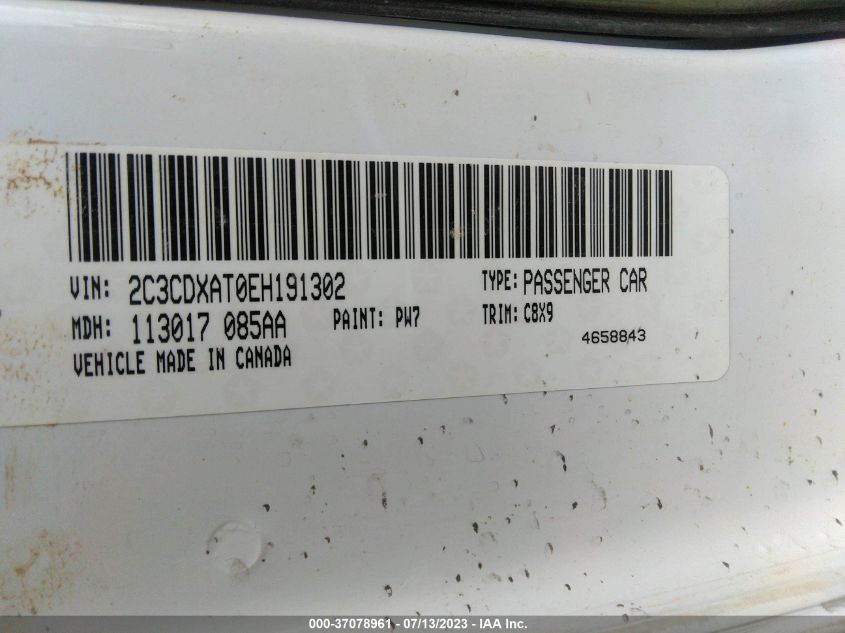 VIN: 2C3CDXAT0EH191302 TYPE: PASSENGER CAR
MDH: 113017 085AA PAINT: PW7 TRIM: C8X9
VEHICLE MADE IN CANADA 4658843
000-37078961 - 07/13/2023 - IAA Inc.